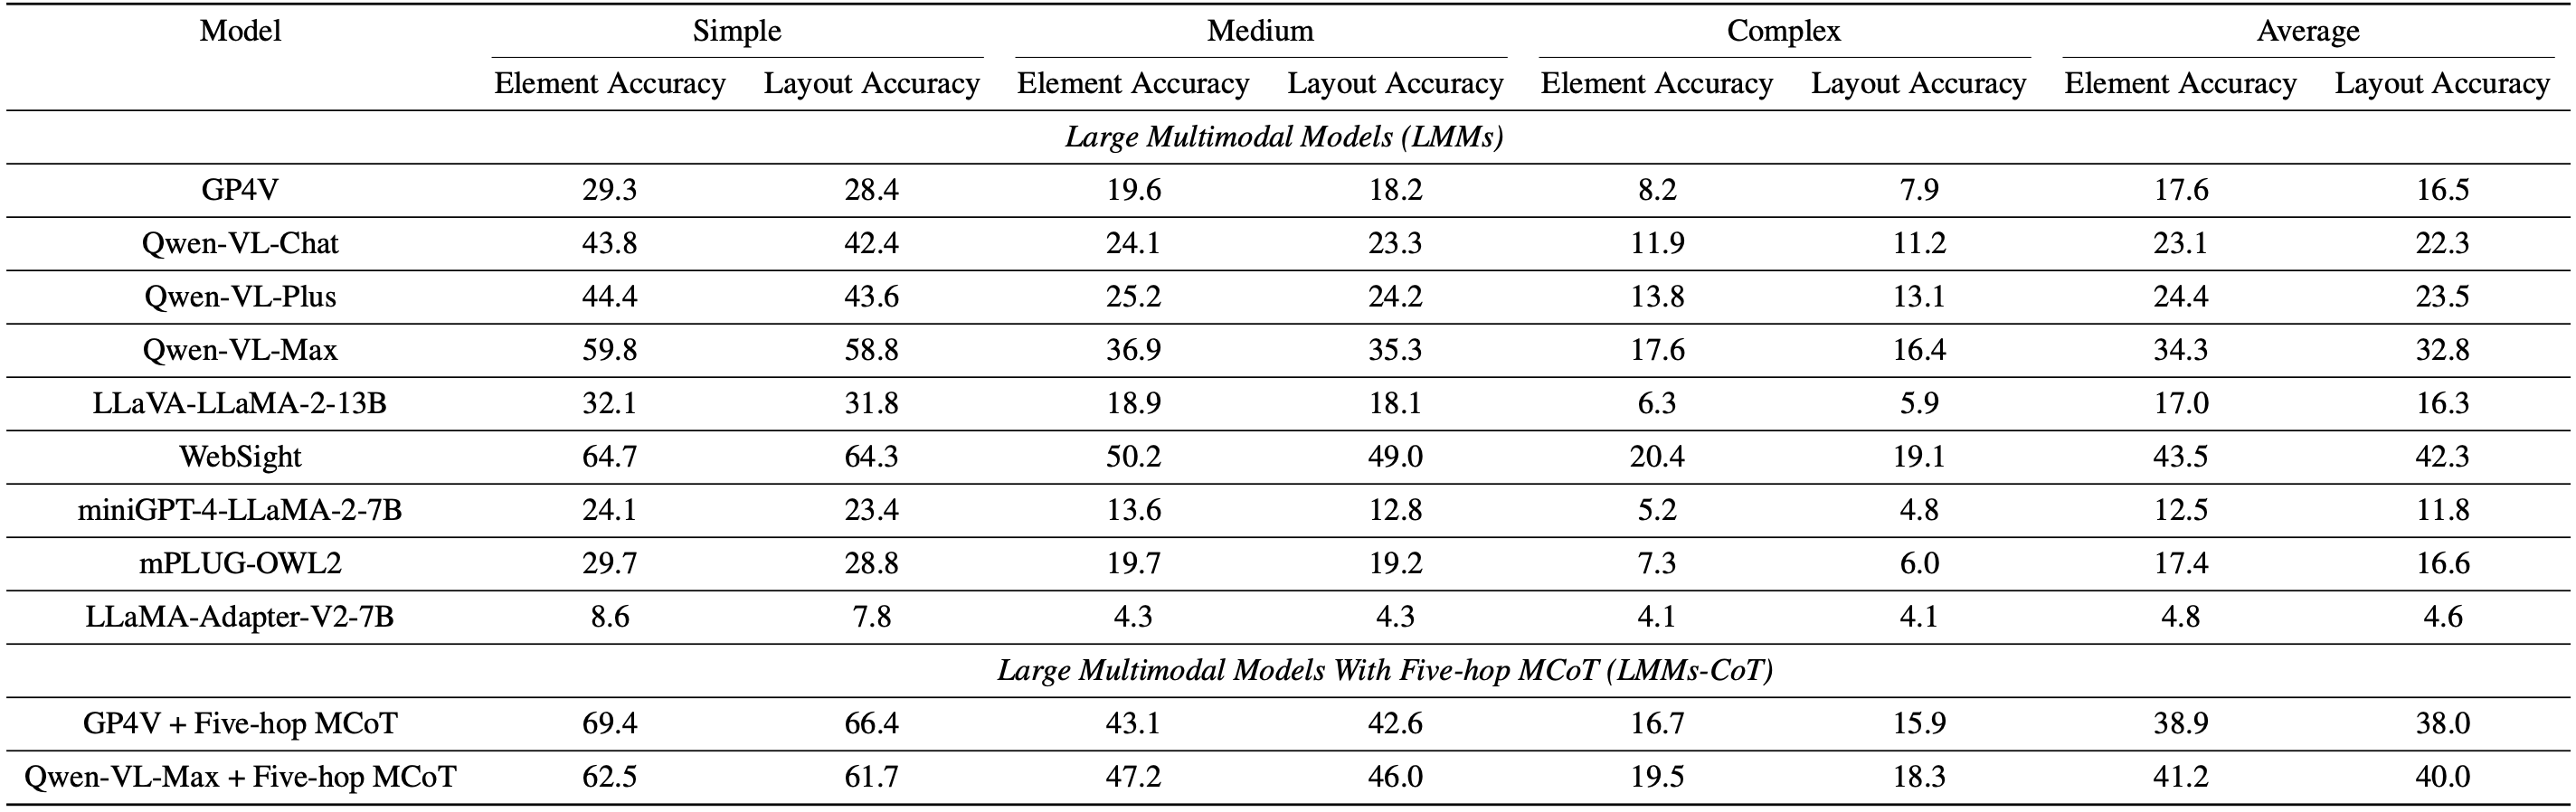 Model Simple Medium Complex Average
Element Accuracy Layout Accuracy Element Accuracy Layout Accuracy Element Accuracy Layout Accuracy Element Accuracy Layout Accuracy
Large Multimodal Models (LMMs)
GP4V 29.3 28.4 19.6 18.2 8.2 7.9 17.6 16.5
Qwen-VL-Chat 43.8 42.4 24.1 23.3 11.9 11.2 23.1 22.3
Qwen-VL-Plus 44.4 43.6 25.2 24.2 13.8 13.1 24.4 23.5
Qwen-VL-Max 59.8 58.8 36.9 35.3 17.6 16.4 34.3 32.8
LLaVA-LLaMA-2-13B 32.1 31.8 18.9 18.1 6.3 5.9 17.0 16.3
WebSight 64.7 64.3 50.2 49.0 20.4 19.1 43.5 42.3
miniGPT-4-LLaMA-2-7B 24.1 23.4 13.6 12.8 5.2 4.8 12.5 11.8
mPLUG-OWL2 29.7 28.8 19.7 19.2 7.3 6.0 17.4 16.6
LLaMA-Adapter-V2-7B 8.6 7.8 4.3 4.3 4.1 4.1 4.8 4.6
Large Multimodal Models With Five-hop MCoT (LMMs-CoT)
GP4V + Five-hop MCoT 69.4 66.4 43.1 42.6 16.7 15.9 38.9 38.0
Qwen-VL-Max + Five-hop MCoT 62.5 61.7 47.2 46.0 19.5 18.3 41.2 40.0